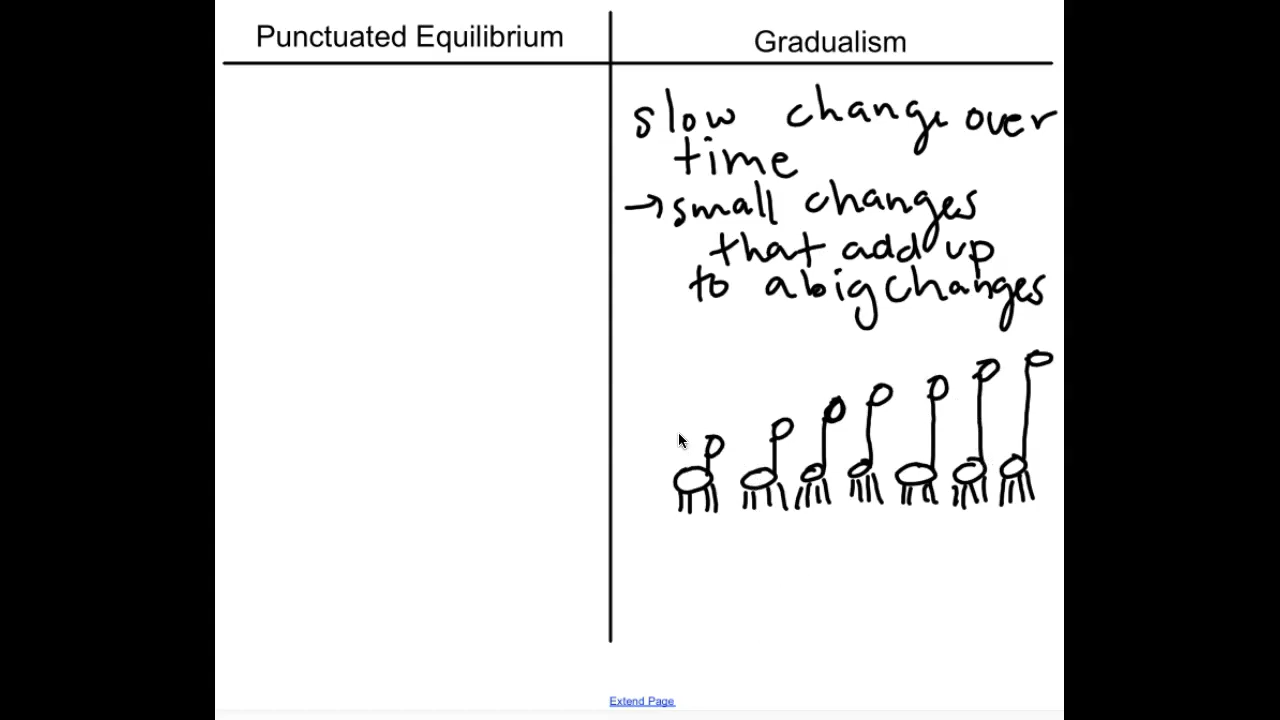 Punctuated Equilibrium
Gradualism
slow change over
time
→small changes
that add up
to a big changes
Extend Page